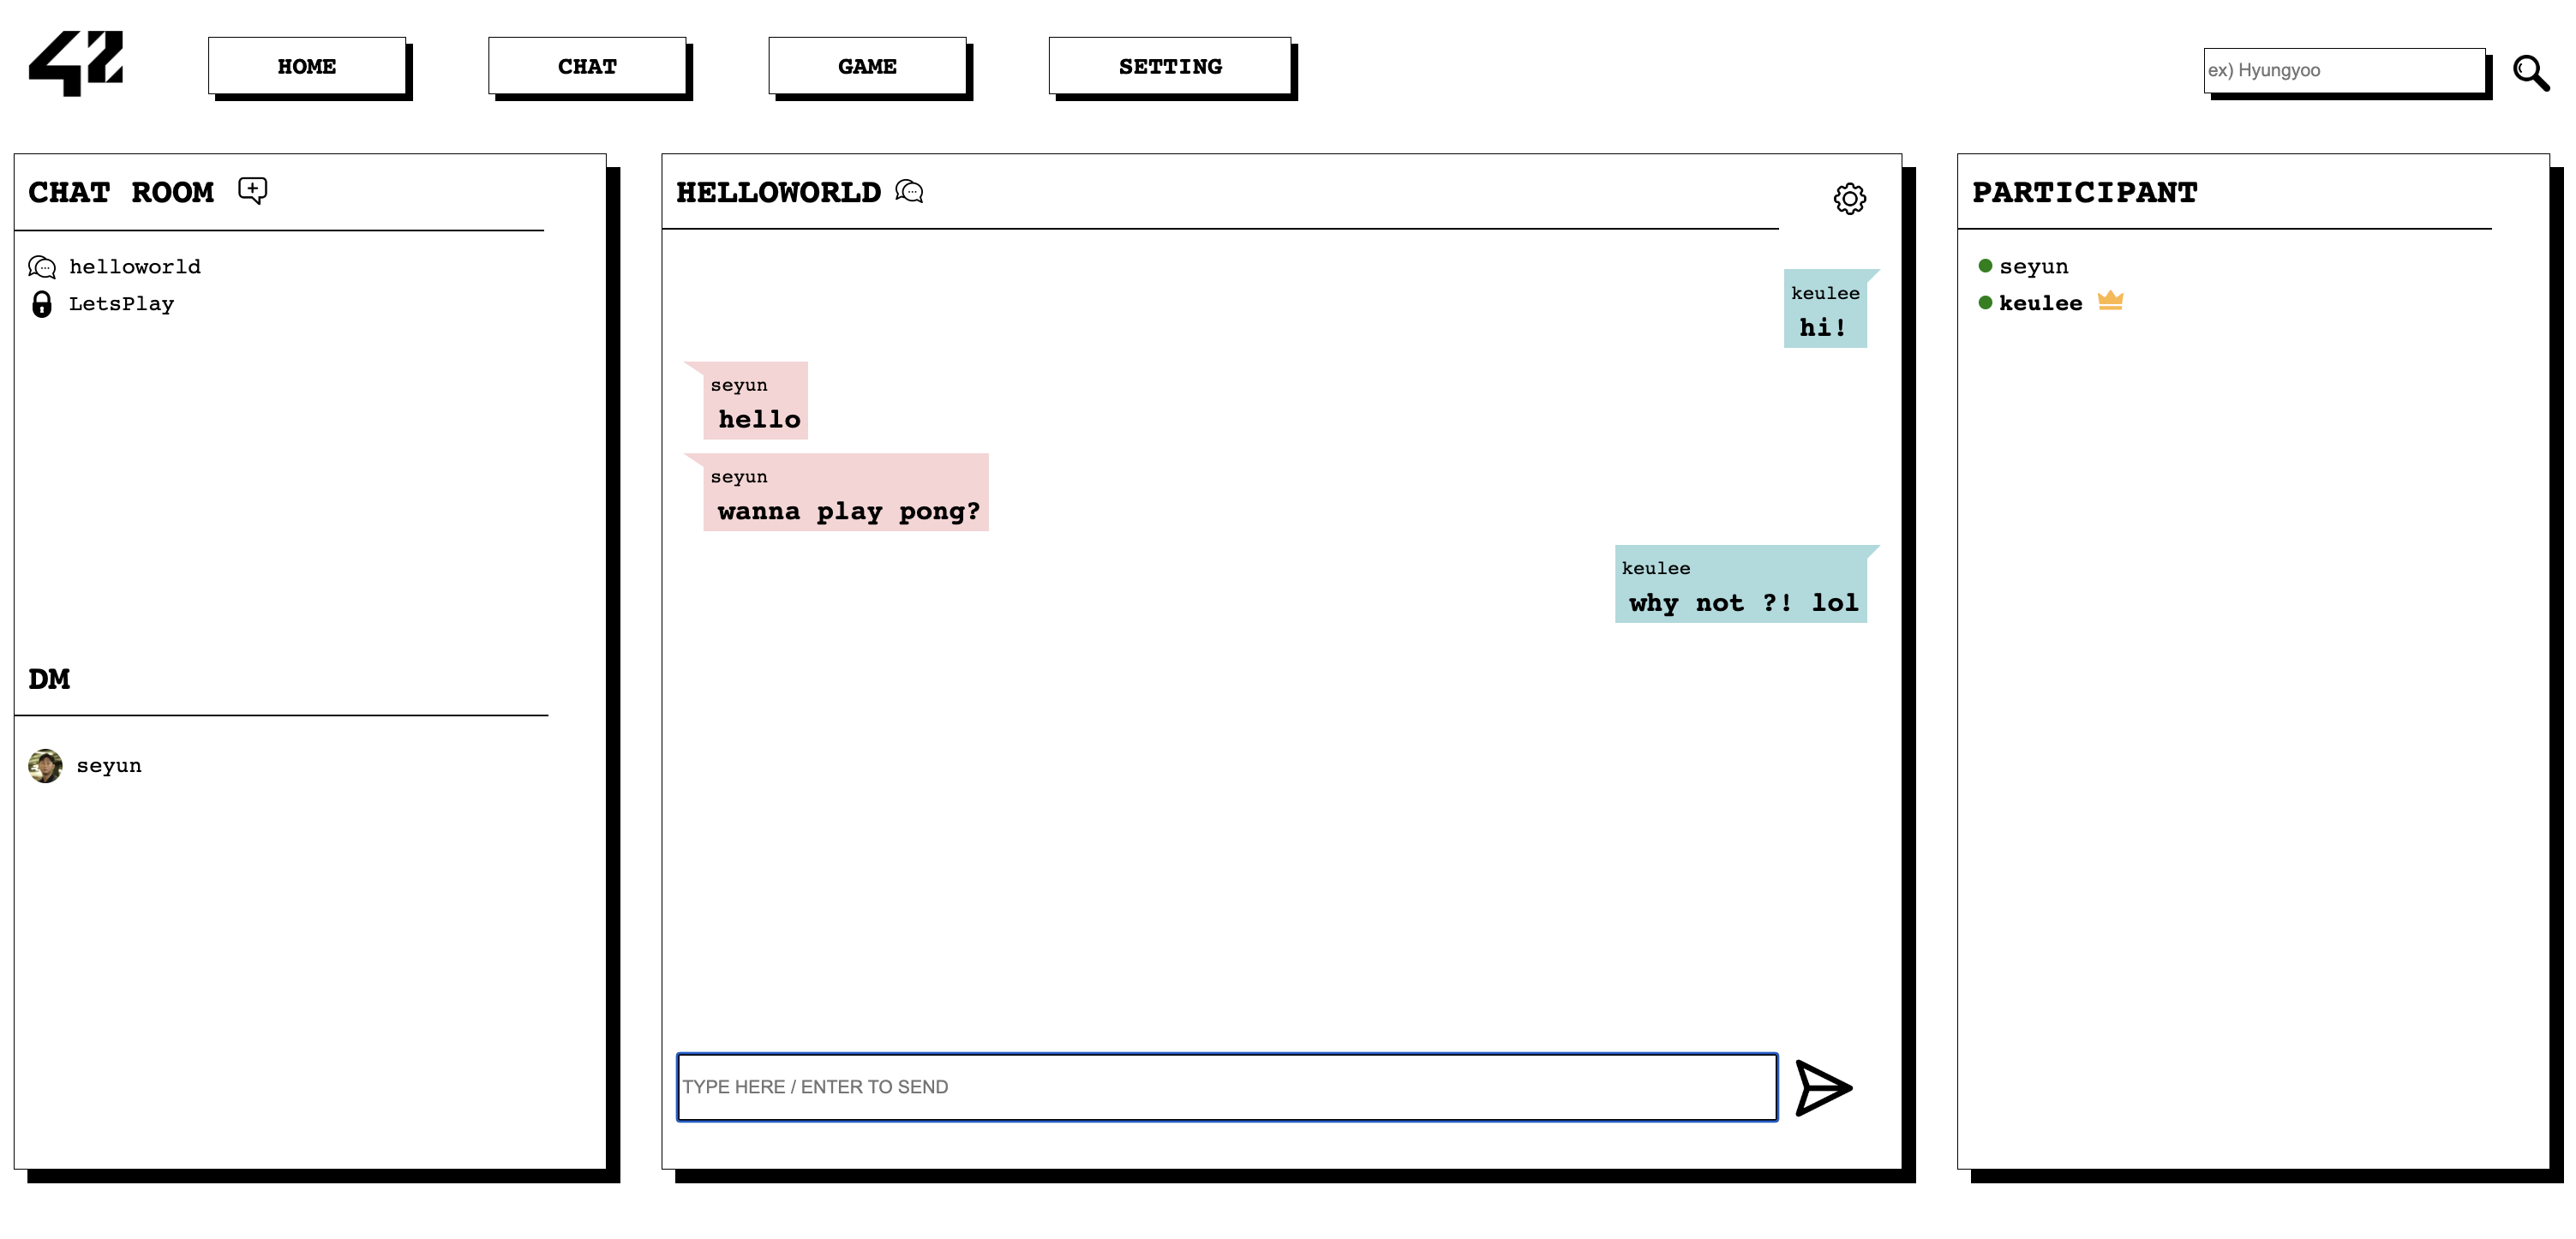 42
HOME
CHAT
GAME
SETTING
ex) Hyungyoo
CHAT ROOM
helloworld
LetsPlay
DM
seyun
HELLOWORLD
keulee
hi!
seyun
hello
seyun
wanna play pong?
keulee
why not ?! lol
TYPE HERE / ENTER TO SEND
PARTICIPANT
seyun
keulee